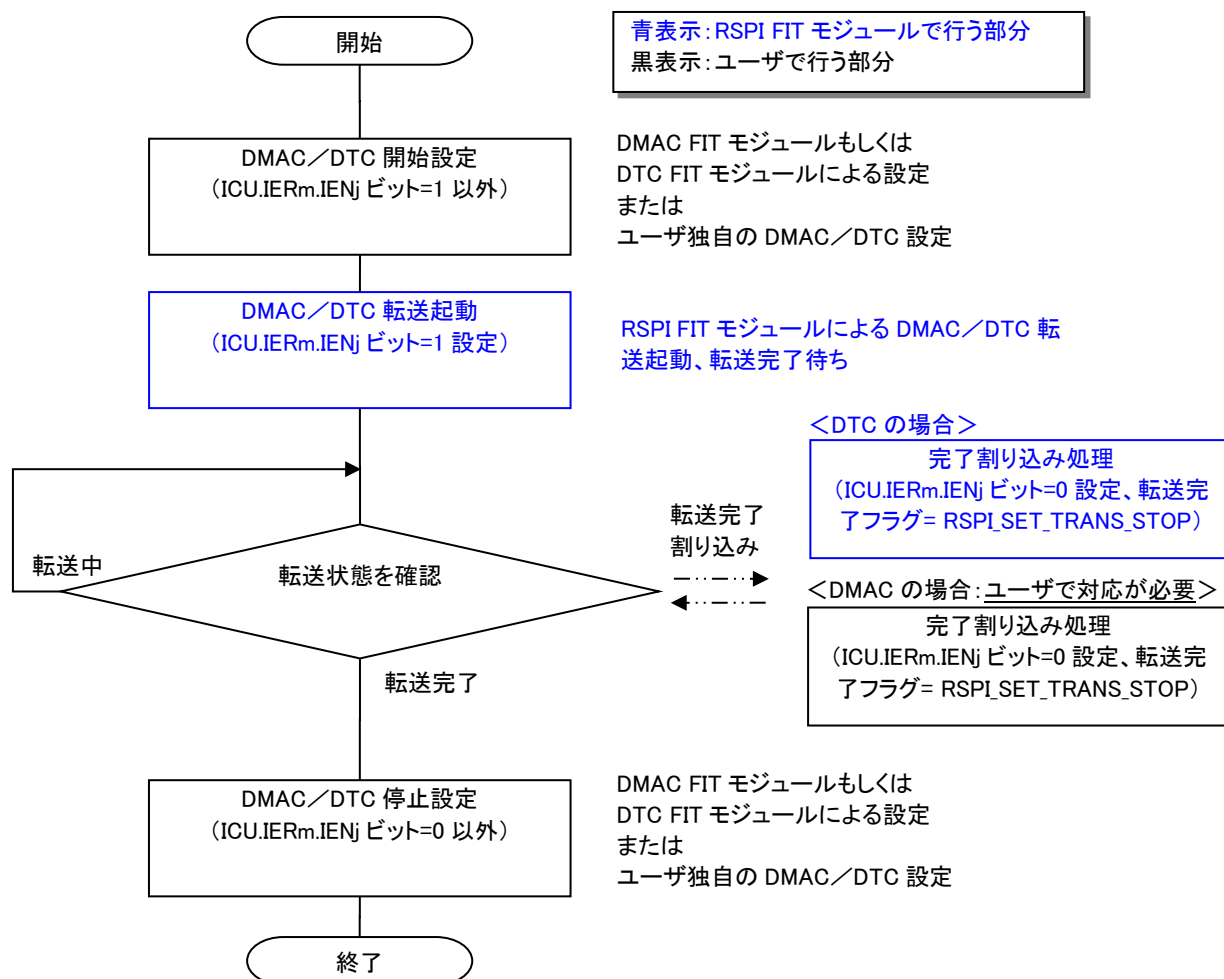 開始
青表示：RSPI FIT モジュールで行う部分
黒表示：ユーザで行う部分
DMAC／DTC 開始設定
（ICU.IERm.IENj ビット=1 以外）
DMAC FIT モジュールもしくは
DTC FIT モジュールによる設定
または
ユーザ独自の DMAC／DTC 設定
DMAC／DTC 転送起動
（ICU.IERm.IENj ビット=1 設定）
RSPI FIT モジュールによる DMAC／DTC 転
送起動、転送完了待ち
＜DTC の場合＞
完了割り込み処理
（ICU.IERm.IENj ビット=0 設定、転送完
了フラグ= RSPI_SET_TRANS_STOP）
転送完了
割り込み
転送中
転送状態を確認
＜DMAC の場合：ユーザで対応が必要＞
完了割り込み処理
（ICU.IERm.IENj ビット=0 設定、転送完
了フラグ= RSPI_SET_TRANS_STOP）
転送完了
DMAC／DTC 停止設定
（ICU.IERm.IENj ビット=0 以外）
DMAC FIT モジュールもしくは
DTC FIT モジュールによる設定
または
ユーザ独自の DMAC／DTC 設定
終了